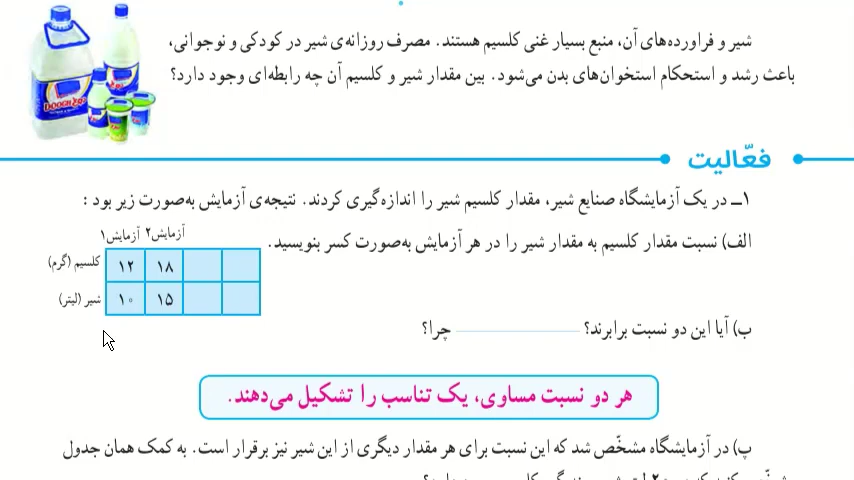 شیر و فراورده‌های آن، منبع بسیار غنی کلسیم هستند. مصرف روزانه‌ی شیر در کودکی و نوجوانی،
باعث رشد و استحکام استخوان‌های بدن می‌شود. بین مقدار شیر و کلسیم آن چه رابطه‌ای وجود دارد؟
DOOGH
فعّالیت
۱ــ در یک آزمایشگاه صنایع شیر، مقدار کلسیم شیر را اندازه‌گیری کردند. نتیجه‌ی آزمایش به‌صورت زیر بود :
الف) نسبت مقدار کلسیم به مقدار شیر را در هر آزمایش به‌صورت کسر بنویسید.
آزمایش۱ آزمایش۲
کلسیم (گرم) ۱۲ ۱۸
شیر (لیتر) ۱۰ ۱۵
ب) آیا این دو نسبت برابرند؟ چرا؟
هر دو نسبت مساوی، یک تناسب را تشکیل می‌دهند.
پ) در آزمایشگاه مشخّص شد که این نسبت برای هر مقدار دیگری از این شیر نیز برقرار است. به کمک همان جدول